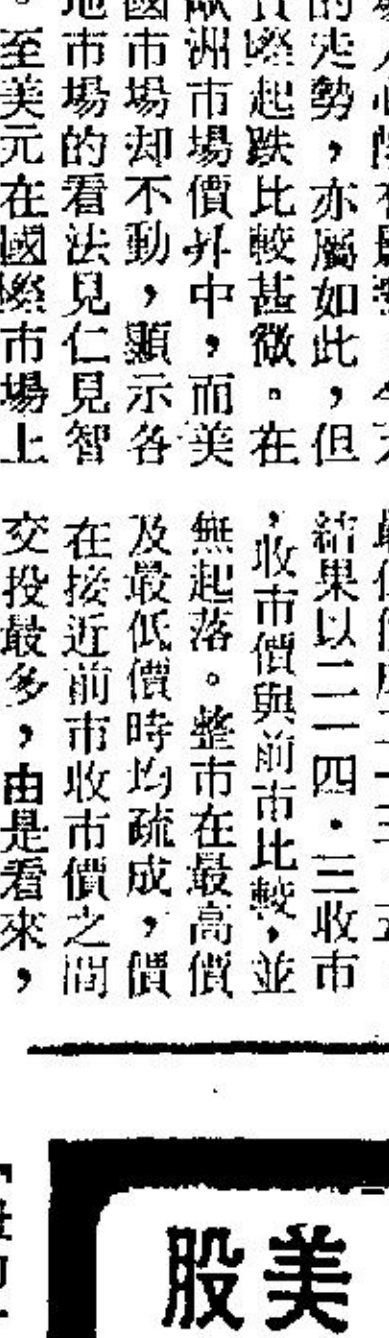 的走勢，亦屬如此，但
起跌比較甚微。在
洲市場價升中，而美
國市場却不動，顯示各
地市場的看法見仁見智
。至美元在國際市場上
結果以二一四．三收市
，收市價與前市比較，並
無起落。整市在最高價
及最低價時均疏成，價
在接近前市收市價之間
交投最多，由是看來，
美股